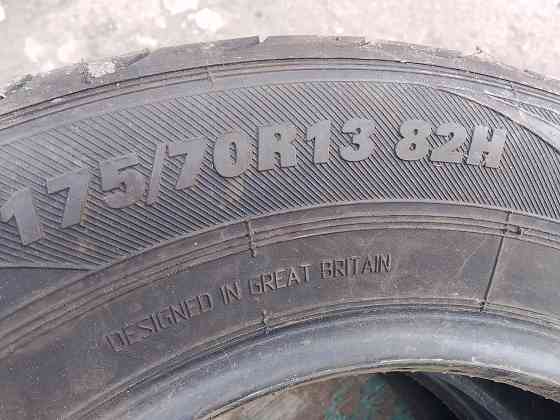 175/70R13 82H
DESIGNED IN GREAT BRITAIN